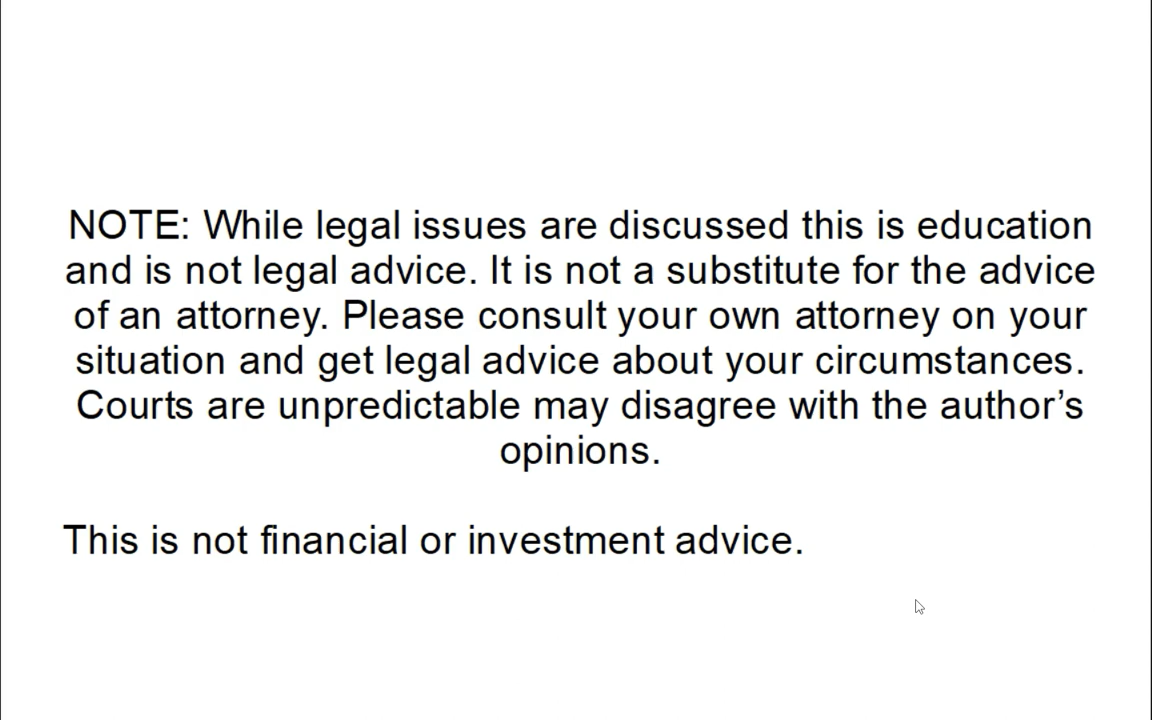 NOTE: While legal issues are discussed this is education
and is not legal advice. It is not a substitute for the advice
of an attorney. Please consult your own attorney on your
situation and get legal advice about your circumstances.
Courts are unpredictable may disagree with the author’s
opinions.
This is not financial or investment advice.